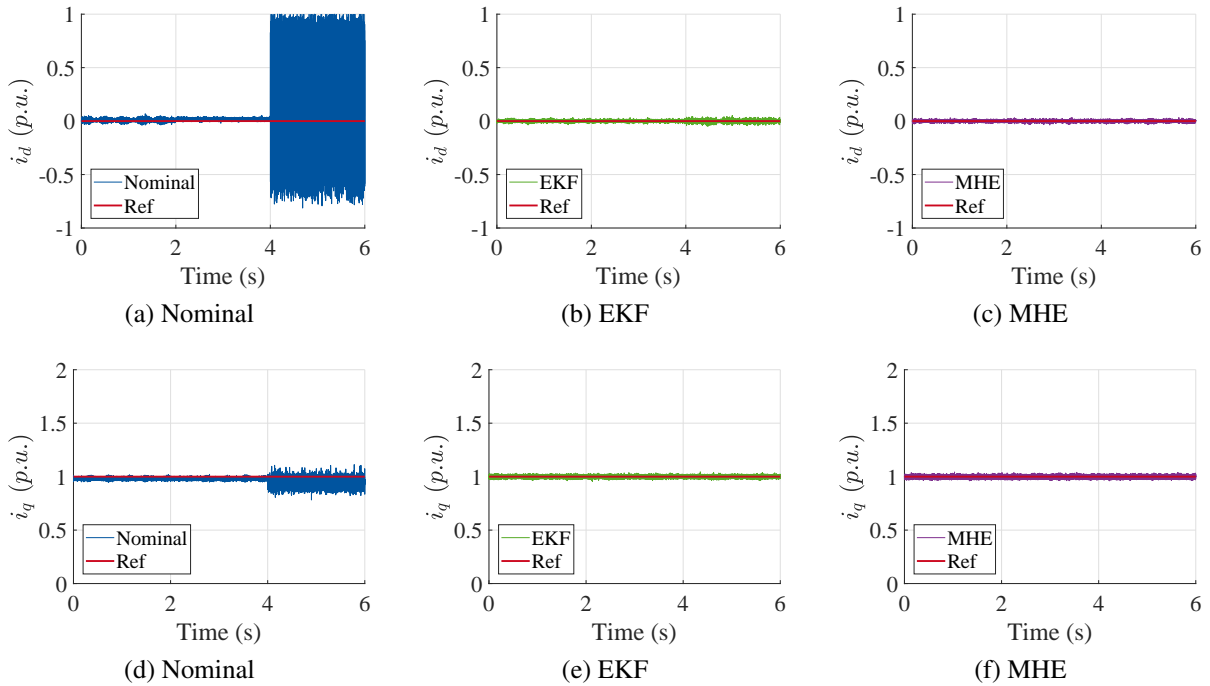 1
0.5
0
-0.5
-1
i_d (p.u.)
Nominal
Ref
0 2 4 6
Time (s)
(a) Nominal
1
0.5
0
-0.5
-1
i_d (p.u.)
EKF
Ref
0 2 4 6
Time (s)
(b) EKF
1
0.5
0
-0.5
-1
i_d (p.u.)
MHE
Ref
0 2 4 6
Time (s)
(c) MHE
2
1.5
1
0.5
0
i_q (p.u.)
Nominal
Ref
0 2 4 6
Time (s)
(d) Nominal
2
1.5
1
0.5
0
i_q (p.u.)
EKF
Ref
0 2 4 6
Time (s)
(e) EKF
2
1.5
1
0.5
0
i_q (p.u.)
MHE
Ref
0 2 4 6
Time (s)
(f) MHE